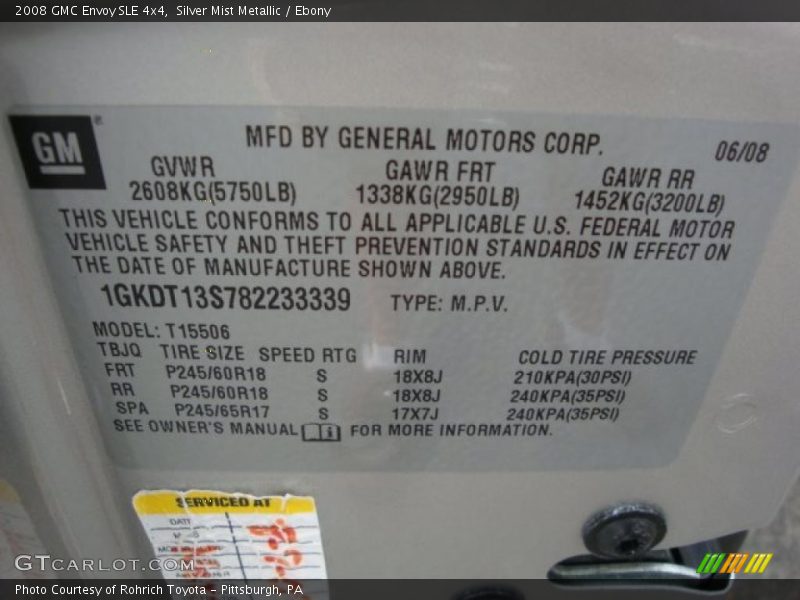 2008 GMC Envoy SLE 4x4, Silver Mist Metallic / Ebony
GM ®
MFD BY GENERAL MOTORS CORP. 06/08
GVWR GAWR FRT GAWR RR
2608KG(5750LB) 1338KG(2950LB) 1452KG(3200LB)
THIS VEHICLE CONFORMS TO ALL APPLICABLE U.S. FEDERAL MOTOR
VEHICLE SAFETY AND THEFT PREVENTION STANDARDS IN EFFECT ON
THE DATE OF MANUFACTURE SHOWN ABOVE.
1GKDT13S782233339 TYPE: M.P.V.
MODEL: T15506
TBJQ TIRE SIZE SPEED RTG RIM COLD TIRE PRESSURE
FRT P245/60R18 S 18X8J 210KPA(30PSI)
RR P245/60R18 S 18X8J 240KPA(35PSI)
SPA P245/65R17 S 17X7J 240KPA(35PSI)
SEE OWNER'S MANUAL i FOR MORE INFORMATION.
SERVICED AT
DATE
GTCARLOT.COM
Photo Courtesy of Rohrich Toyota - Pittsburgh, PA